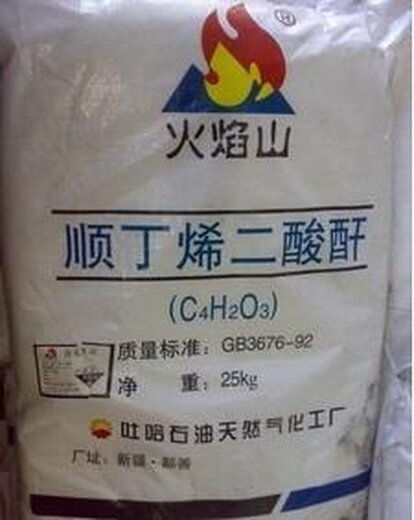 ®
火焰山
顺丁烯二酸酐
(C₄H₂O₃)
质量标准：GB3676-92
净 重：25kg
吐哈石油天然气化工厂
厂址：新疆·鄯善